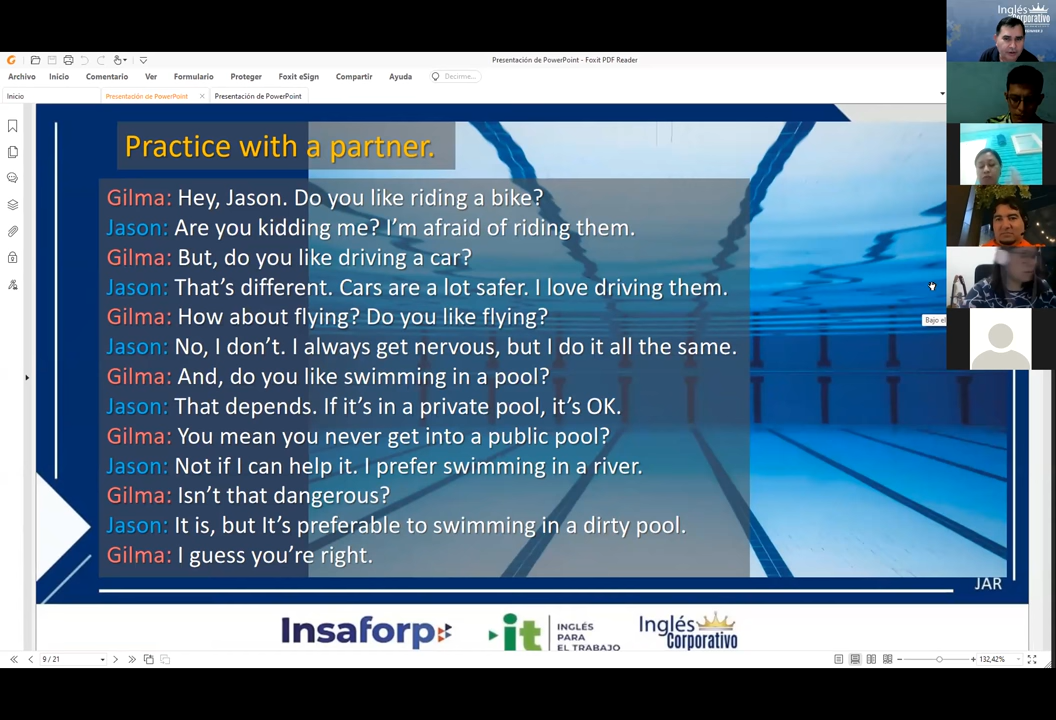 Inglés
Corporativo
Presentación de PowerPoint - Foxit PDF Reader
Archivo Inicio Comentario Ver Formulario Proteger Foxit eSign Compartir Ayuda Decirme...
Inicio Presentación de PowerPoint Presentación de PowerPoint
Practice with a partner.
Gilma: Hey, Jason. Do you like riding a bike?
Jason: Are you kidding me? I'm afraid of riding them.
Gilma: But, do you like driving a car?
Jason: That's different. Cars are a lot safer. I love driving them.
Gilma: How about flying? Do you like flying?
Bajo el
Jason: No, I don't. I always get nervous, but I do it all the same.
Gilma: And, do you like swimming in a pool?
Jason: That depends. If it's in a private pool, it's OK.
Gilma: You mean you never get into a public pool?
Jason: Not if I can help it. I prefer swimming in a river.
Gilma: Isn't that dangerous?
Jason: It is, but It's preferable to swimming in a dirty pool.
Gilma: I guess you're right.
JAR
Insaforp
it
INGLÉS
PARA
EL TRABAJO
Inglés
Corporativo
9 / 21
132,42%